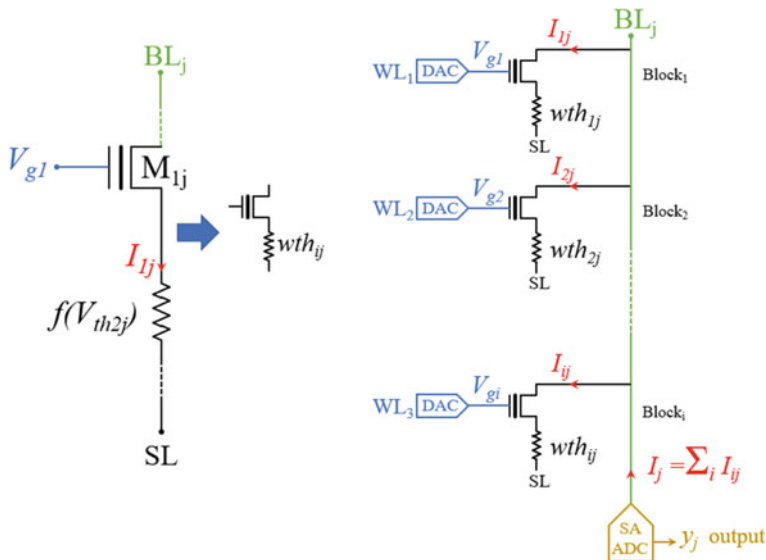 BLj
Vg1
M1j
I1j
wthij
f(Vth2j)
SL
BLj
I1j
WL1 DAC Vg1
Block1
wth1j
SL
I2j
WL2 DAC Vg2
Block2
wth2j
SL
Iij
WL3 DAC Vgi
Blocki
wthij
SL
Ij =∑i Iij
SA
ADC
yj output